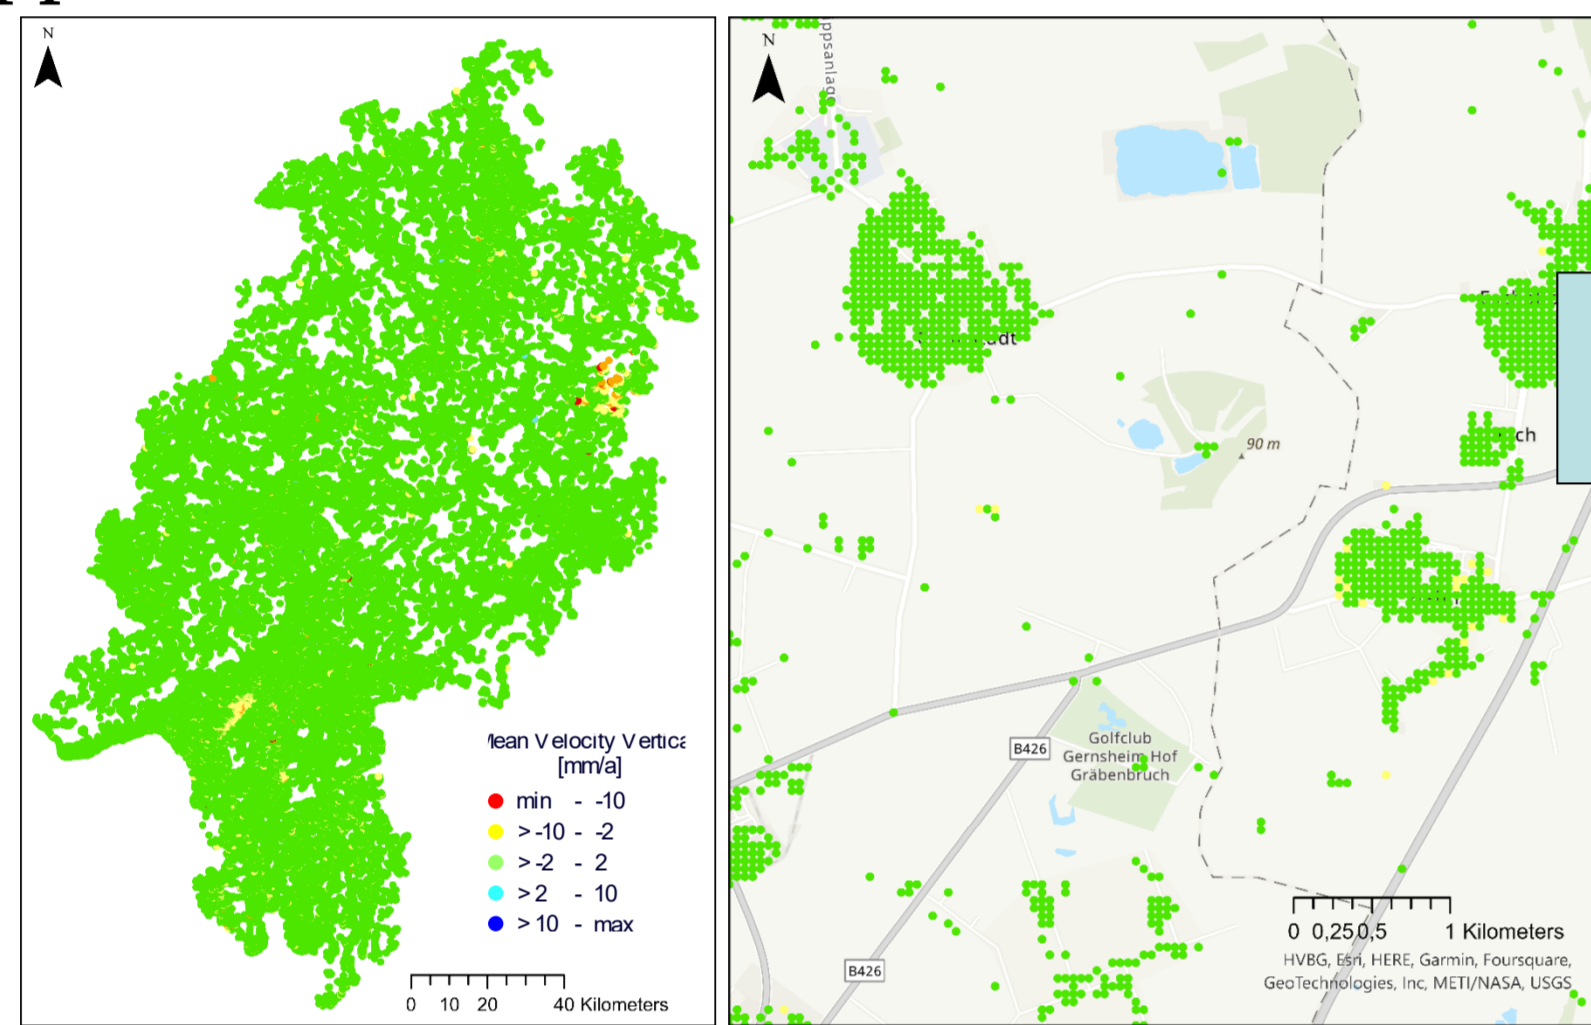 N
Mean Velocity Vertica
[mm/a]
min - -10
>-10 - -2
>-2 - 2
>2 - 10
>10 - max
0 10 20 40 Kilometers
N
ppsanlage
90 m
ch
B426
Golfclub
Gernsheim Hof
Gräbenbruch
B426
0 0,25 0,5 1 Kilometers
HVBG, Esri, HERE, Garmin, Foursquare,
GeoTechnologies, Inc, METI/NASA, USGS